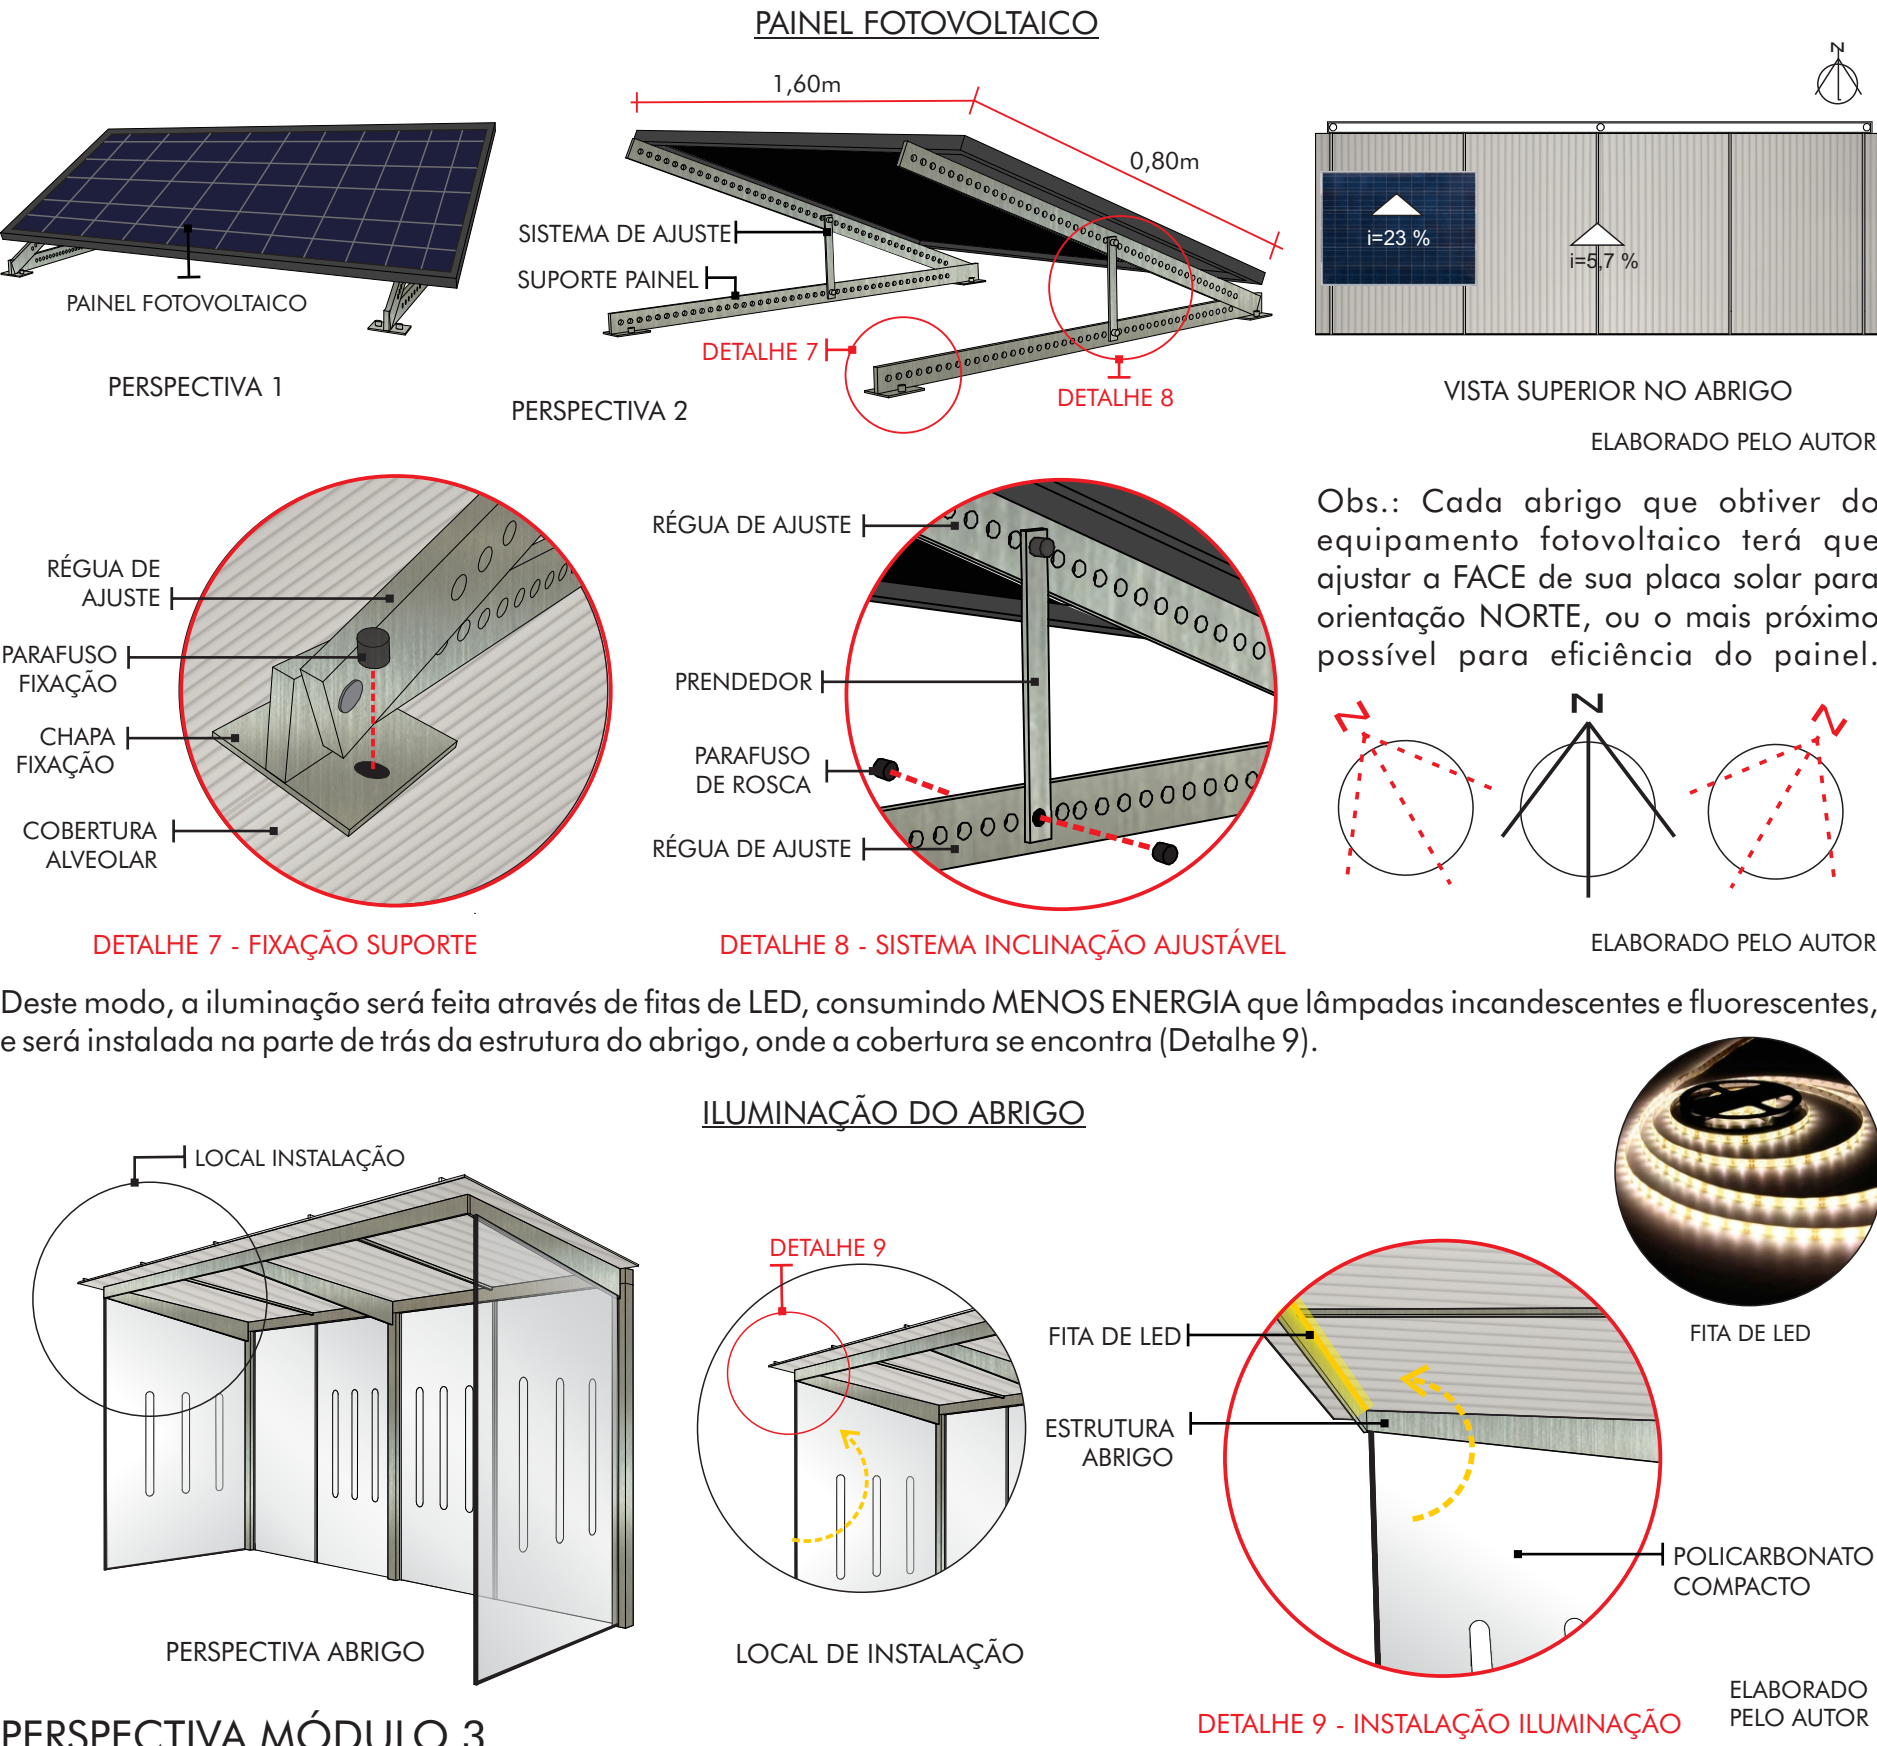 PAINEL FOTOVOLTAICO
1,60m
0,80m
N
SISTEMA DE AJUSTE
SUPORTE PAINEL
PAINEL FOTOVOLTAICO
DETALHE 7
DETALHE 8
i=23 %
i=5,7 %
PERSPECTIVA 1
PERSPECTIVA 2
VISTA SUPERIOR NO ABRIGO
ELABORADO PELO AUTOR
RÉGUA DE
AJUSTE
PARAFUSO
FIXAÇÃO
CHAPA
FIXAÇÃO
COBERTURA
ALVEOLAR
DETALHE 7 - FIXAÇÃO SUPORTE
RÉGUA DE AJUSTE
PRENDEDOR
PARAFUSO
DE ROSCA
RÉGUA DE AJUSTE
DETALHE 8 - SISTEMA INCLINAÇÃO AJUSTÁVEL
Obs.: Cada abrigo que obtiver do
equipamento fotovoltaico terá que
ajustar a FACE de sua placa solar para
orientação NORTE, ou o mais próximo
possível para eficiência do painel.
N
N
N
ELABORADO PELO AUTOR
Deste modo, a iluminação será feita através de fitas de LED, consumindo MENOS ENERGIA que lâmpadas incandescentes e fluorescentes,
e será instalada na parte de trás da estrutura do abrigo, onde a cobertura se encontra (Detalhe 9).
ILUMINAÇÃO DO ABRIGO
LOCAL INSTALAÇÃO
PERSPECTIVA ABRIGO
DETALHE 9
LOCAL DE INSTALAÇÃO
FITA DE LED
FITA DE LED
ESTRUTURA
ABRIGO
POLICARBONATO
COMPACTO
DETALHE 9 - INSTALAÇÃO ILUMINAÇÃO
ELABORADO
PELO AUTOR
PERSPECTIVA MÓDULO 3